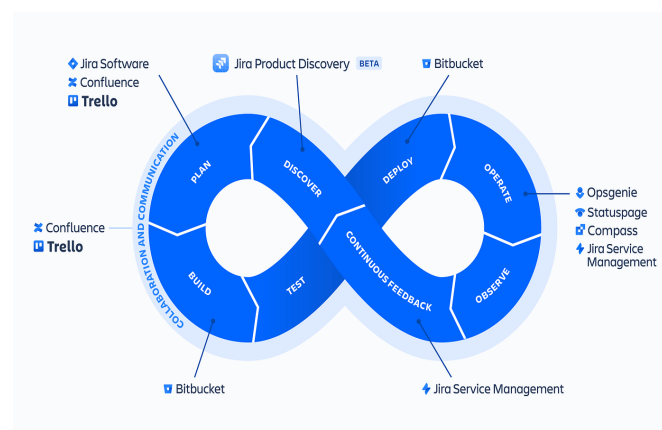 Jira Software
Confluence
Trello
Jira Product Discovery BETA
Bitbucket
COLLABORATION AND COMMUNICATION
PLAN
DISCOVER
DEPLOY
OPERATE
Opsgenie
Statuspage
Compass
Jira Service
Management
Confluence
Trello
BUILD
TEST
CONTINUOUS FEEDBACK
OBSERVE
Bitbucket
Jira Service Management